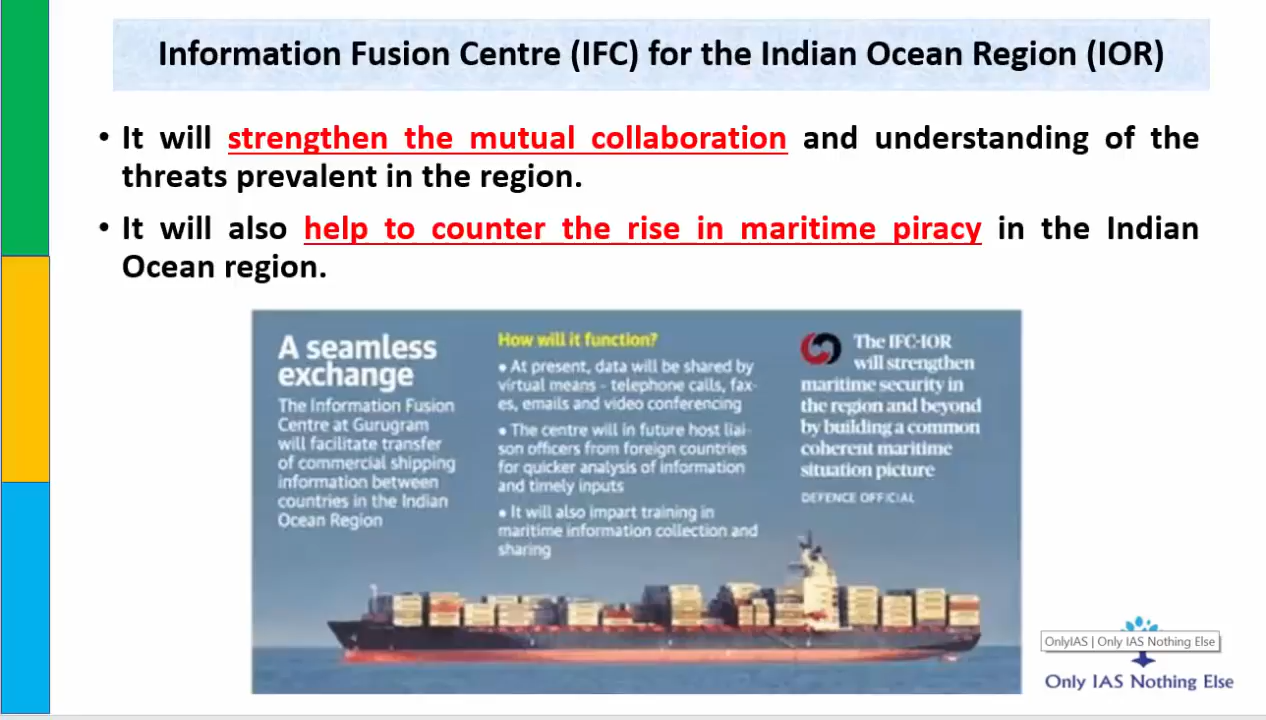 Information Fusion Centre (IFC) for the Indian Ocean Region (IOR)
• It will strengthen the mutual collaboration and understanding of the
threats prevalent in the region.
• It will also help to counter the rise in maritime piracy in the Indian
Ocean region.
A seamless
exchange
The Information Fusion
Centre at Gurugram
will facilitate transfer
of commercial shipping
information between
countries in the Indian
Ocean Region
How will it function?
• At present, data will be shared by
virtual means - telephone calls, fax-
es, emails and video conferencing
• The centre will in future host liai-
son officers from foreign countries
for quicker analysis of information
and timely inputs
• It will also impart training in
maritime information collection and
sharing
The IFC-IOR
will strengthen
maritime security in
the region and beyond
by building a common
coherent maritime
situation picture
DEFENCE OFFICIAL
OnlyIAS | Only IAS Nothing Else
Only IAS Nothing Else